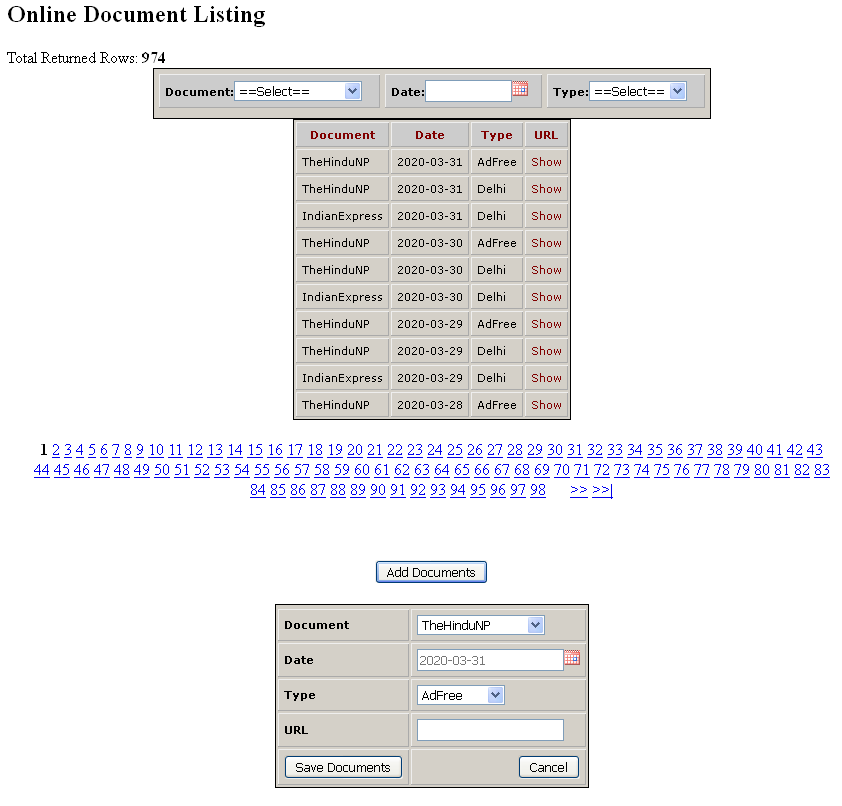 Online Document Listing
Total Returned Rows: 974
Document: ==Select== Date: Type: ==Select==
Document Date Type URL
TheHinduNP 2020-03-31 AdFree Show
TheHinduNP 2020-03-31 Delhi Show
IndianExpress 2020-03-31 Delhi Show
TheHinduNP 2020-03-30 AdFree Show
TheHinduNP 2020-03-30 Delhi Show
IndianExpress 2020-03-30 Delhi Show
TheHinduNP 2020-03-29 AdFree Show
TheHinduNP 2020-03-29 Delhi Show
IndianExpress 2020-03-29 Delhi Show
TheHinduNP 2020-03-28 AdFree Show
1 2 3 4 5 6 7 8 9 10 11 12 13 14 15 16 17 18 19 20 21 22 23 24 25 26 27 28 29 30 31 32 33 34 35 36 37 38 39 40 41 42 43
44 45 46 47 48 49 50 51 52 53 54 55 56 57 58 59 60 61 62 63 64 65 66 67 68 69 70 71 72 73 74 75 76 77 78 79 80 81 82 83
84 85 86 87 88 89 90 91 92 93 94 95 96 97 98 >> >>|
Add Documents
Document TheHinduNP
Date 2020-03-31
Type AdFree
URL
Save Documents Cancel